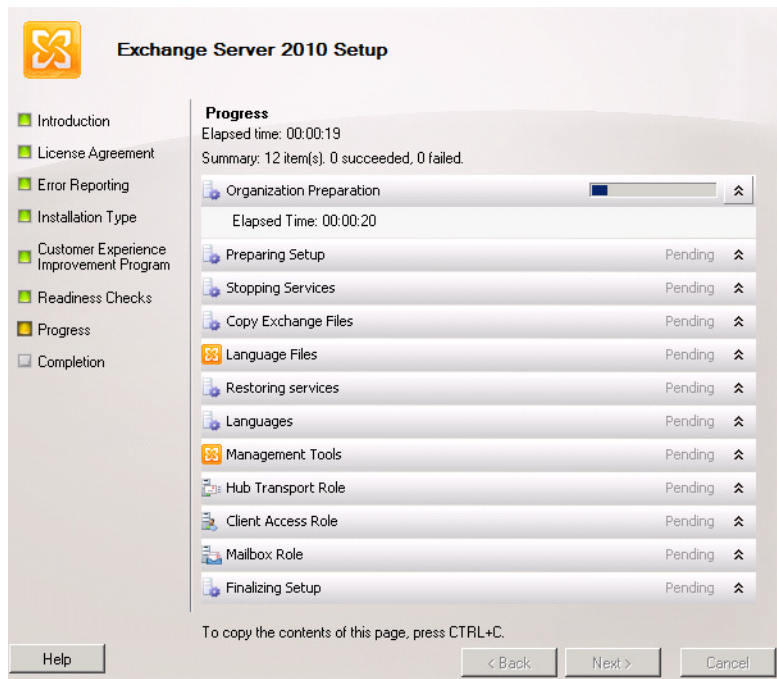 Exchange Server 2010 Setup
Introduction
License Agreement
Error Reporting
Installation Type
Customer Experience
Improvement Program
Readiness Checks
Progress
Completion
Progress
Elapsed time: 00:00:19
Summary: 12 item(s). 0 succeeded, 0 failed.
Organization Preparation
Elapsed Time: 00:00:20
Preparing Setup Pending
Stopping Services Pending
Copy Exchange Files Pending
Language Files Pending
Restoring services Pending
Languages Pending
Management Tools Pending
Hub Transport Role Pending
Client Access Role Pending
Mailbox Role Pending
Finalizing Setup Pending
To copy the contents of this page, press CTRL+C.
Help < Back Next > Cancel